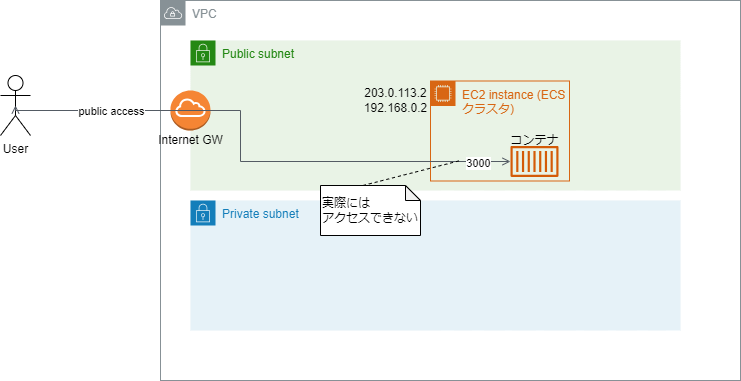 VPC
Public subnet
203.0.113.2
192.168.0.2
EC2 instance (ECS
クラスタ)
public access
Internet GW
User
コンテナ
3000
実際には
アクセスできない
Private subnet